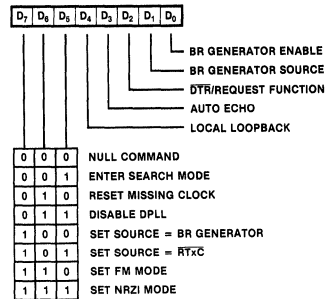 D7 D6 D5 D4 D3 D2 D1 D0
BR GENERATOR ENABLE
BR GENERATOR SOURCE
D̅T̅R̅/REQUEST FUNCTION
AUTO ECHO
LOCAL LOOPBACK
0 0 0 NULL COMMAND
0 0 1 ENTER SEARCH MODE
0 1 0 RESET MISSING CLOCK
0 1 1 DISABLE DPLL
1 0 0 SET SOURCE = BR GENERATOR
1 0 1 SET SOURCE = R̅T̅x̅C̅
1 1 0 SET FM MODE
1 1 1 SET NRZI MODE